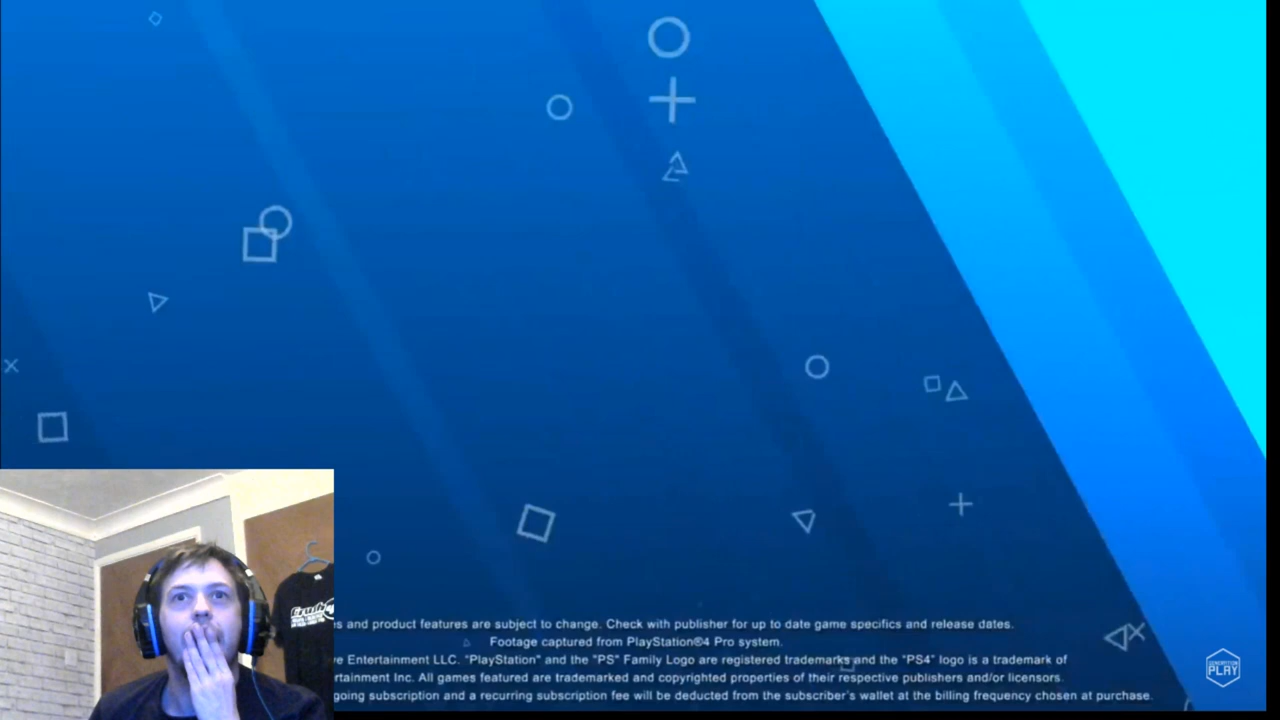 and product features are subject to change. Check with publisher for up to date game specifics and release dates.
Footage captured from PlayStation®4 Pro system.
Entertainment LLC. "PlayStation" and the "PS" Family Logo are registered trademarks and the "PS4" logo is a trademark of
Inc. All games featured are trademarked and copyrighted properties of their respective publishers and/or licensors.
subscription and a recurring subscription fee will be deducted from the subscriber's wallet at the billing frequency chosen at purchase.
PLAY